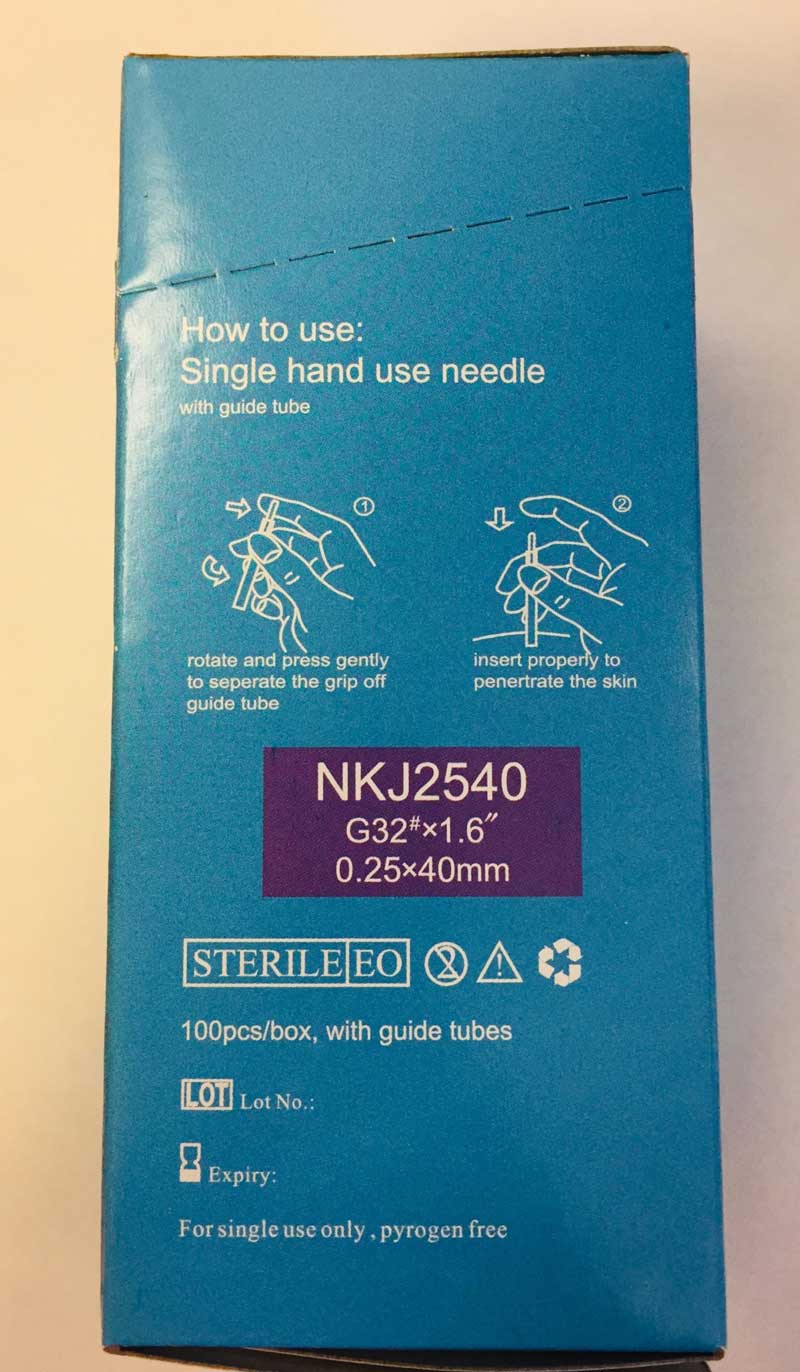 How to use:
Single hand use needle
with guide tube
①
②
rotate and press gently
to seperate the grip off
guide tube
insert properly to
penertrate the skin
NKJ2540
G32#×1.6″
0.25×40mm
STERILE EO
2
!
100pcs/box, with guide tubes
LOT Lot No.:
Expiry:
For single use only , pyrogen free